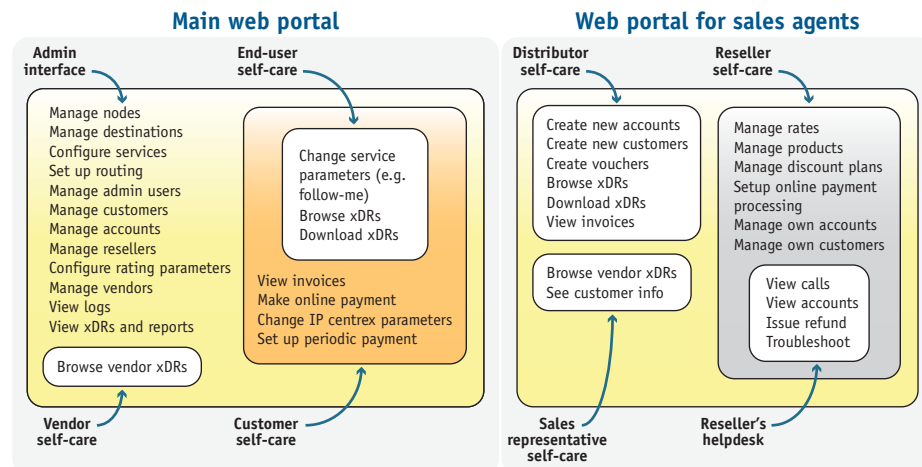 Main web portal
Admin
interface
End-user
self-care
Manage nodes
Manage destinations
Configure services
Set up routing
Manage admin users
Manage customers
Manage accounts
Manage resellers
Configure rating parameters
Manage vendors
View logs
View xDRs and reports
Browse vendor xDRs
Change service
parameters (e.g.
follow-me)
Browse xDRs
Download xDRs
View invoices
Make online payment
Change IP centrex parameters
Set up periodic payment
Vendor
self-care
Customer
self-care
Web portal for sales agents
Distributor
self-care
Reseller
self-care
Create new accounts
Create new customers
Create vouchers
Browse xDRs
Download xDRs
View invoices
Browse vendor xDRs
See customer info
Manage rates
Manage products
Manage discount plans
Setup online payment
processing
Manage own accounts
Manage own customers
View calls
View accounts
Issue refund
Troubleshoot
Sales
representative
self-care
Reseller's
helpdesk